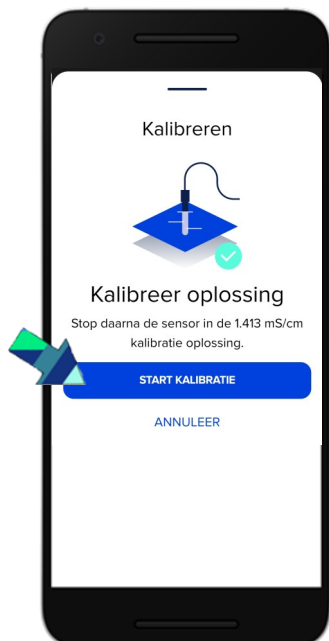 Kalibreren
Kalibreer oplossing
Stop daarna de sensor in de 1.413 mS/cm
kalibratie oplossing.
START KALIBRATIE
ANNULEER